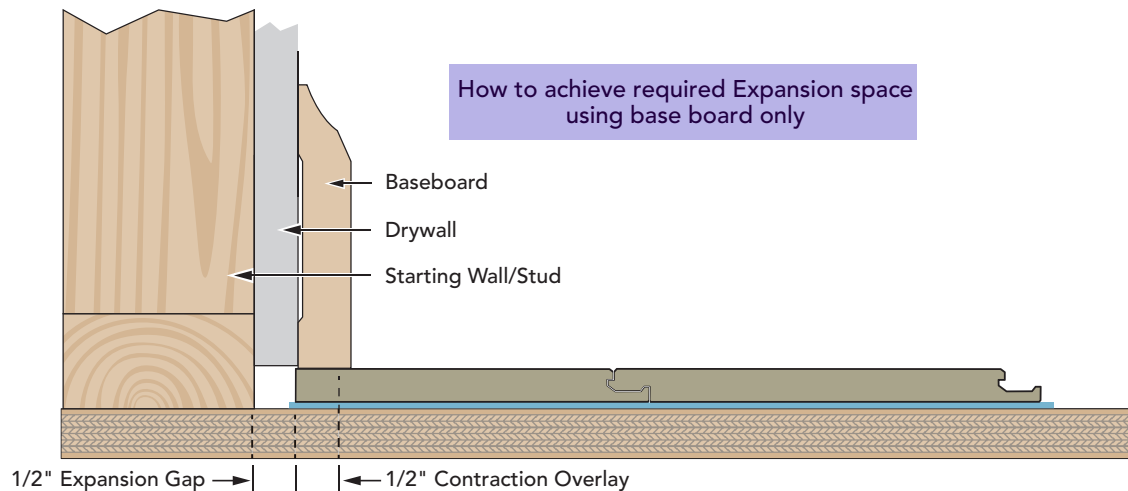 How to achieve required Expansion space
using base board only
Baseboard
Drywall
Starting Wall/Stud
1/2" Expansion Gap
1/2" Contraction Overlay